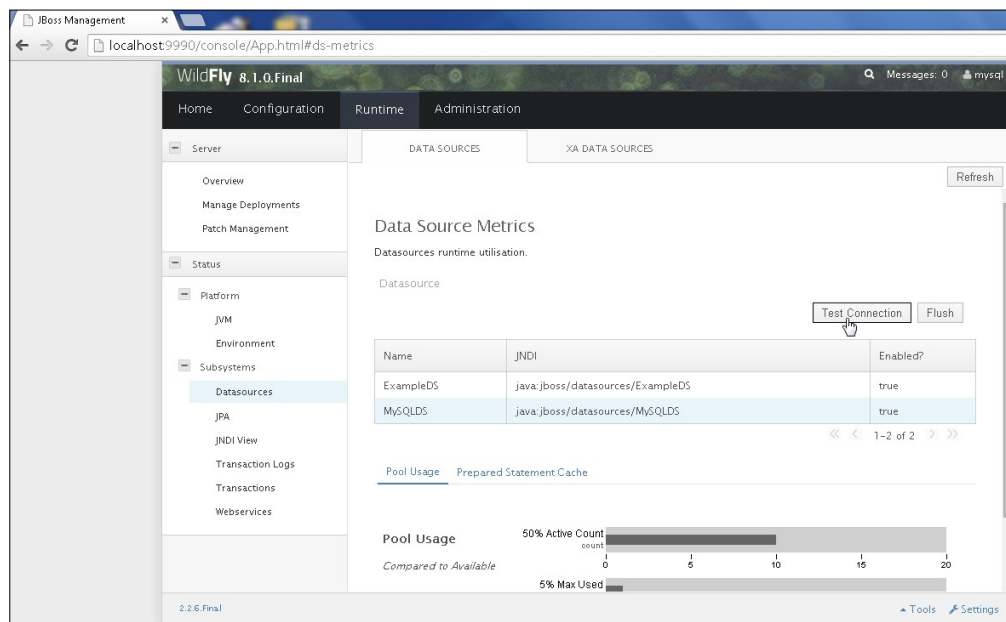 JBoss Management
localhost:9990/console/App.html#ds-metrics
WildFly 8.1.0.Final
Messages: 0
mysql
Home Configuration Runtime Administration
Server
Overview
Manage Deployments
Patch Management
Status
Platform
JVM
Environment
Subsystems
Datasources
JPA
JNDI View
Transaction Logs
Transactions
Webservices
DATA SOURCES XA DATA SOURCES
Refresh
Data Source Metrics
Datasources runtime utilisation.
Datasource
Test Connection Flush
Name JNDI Enabled?
ExampleDS java:jboss/datasources/ExampleDS true
MySQLDS java:jboss/datasources/MySQLDS true
1-2 of 2
Pool Usage Prepared Statement Cache
Pool Usage
Compared to Available
50% Active Count
count
0 5 10 15 20
5% Max Used
2.2.6.Final
Tools Settings